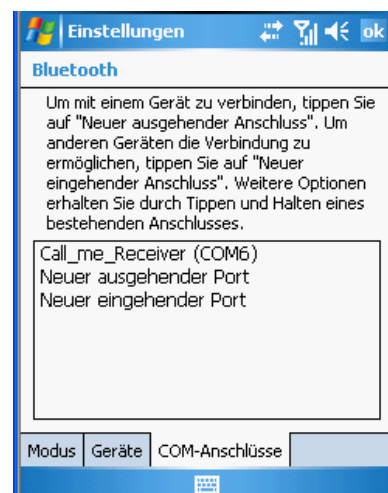 Einstellungen ok
Bluetooth
Um mit einem Gerät zu verbinden, tippen Sie
auf "Neuer ausgehender Anschluss". Um
anderen Geräten die Verbindung zu
ermöglichen, tippen Sie auf "Neuer
eingehender Anschluss". Weitere Optionen
erhalten Sie durch Tippen und Halten eines
bestehenden Anschlusses.
Call_me_Receiver (COM6)
Neuer ausgehender Port
Neuer eingehender Port
Modus Geräte COM-Anschlüsse